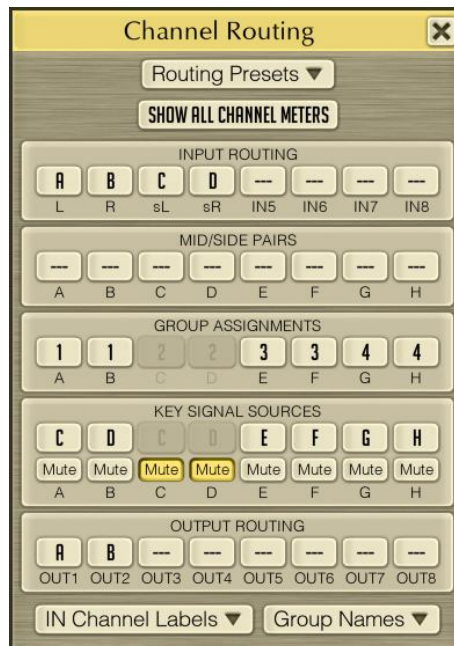 Channel Routing
Routing Presets ▼
SHOW ALL CHANNEL METERS
INPUT ROUTING
A B C D --- --- --- ---
L R sL sR IN5 IN6 IN7 IN8
MID/SIDE PAIRS
--- --- --- --- --- --- --- ---
A B C D E F G H
GROUP ASSIGNMENTS
1 1 2 2 3 3 4 4
A B C D E F G H
KEY SIGNAL SOURCES
C D C D E F G H
Mute Mute Mute Mute Mute Mute Mute Mute
A B C D E F G H
OUTPUT ROUTING
A B --- --- --- --- --- ---
OUT1 OUT2 OUT3 OUT4 OUT5 OUT6 OUT7 OUT8
IN Channel Labels ▼ Group Names ▼